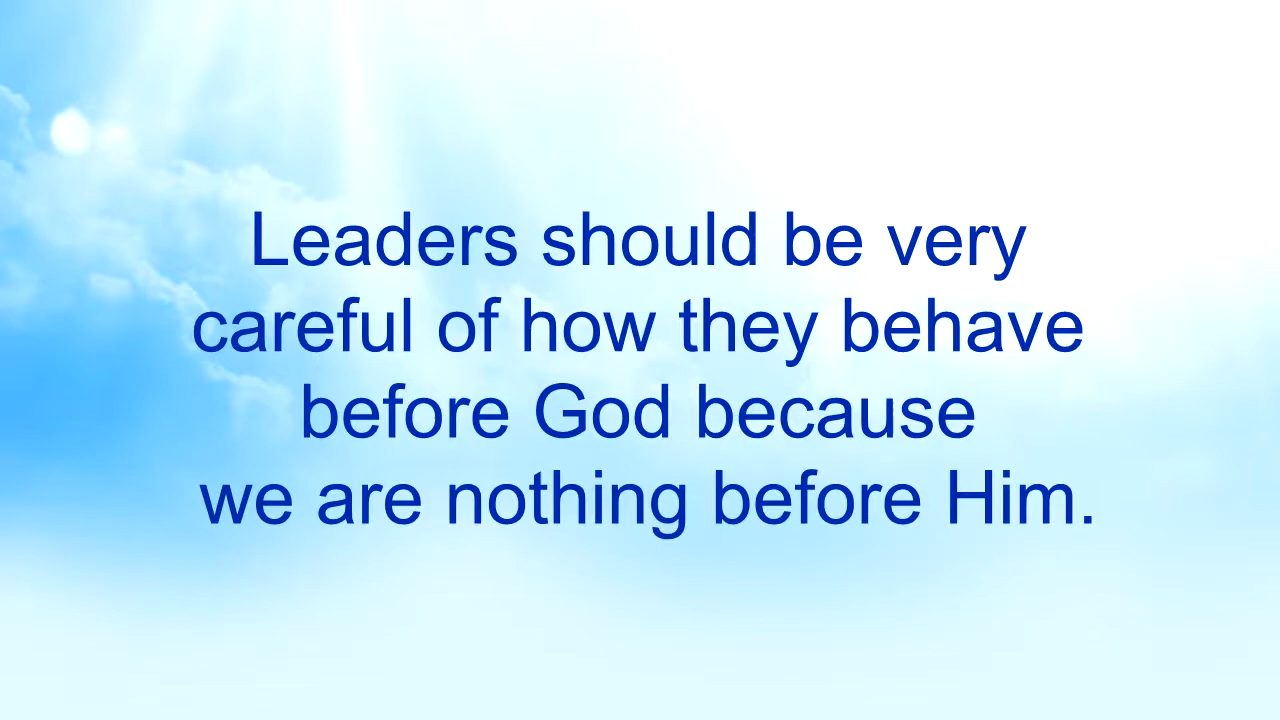 Leaders should be very
careful of how they behave
before God because
we are nothing before Him.